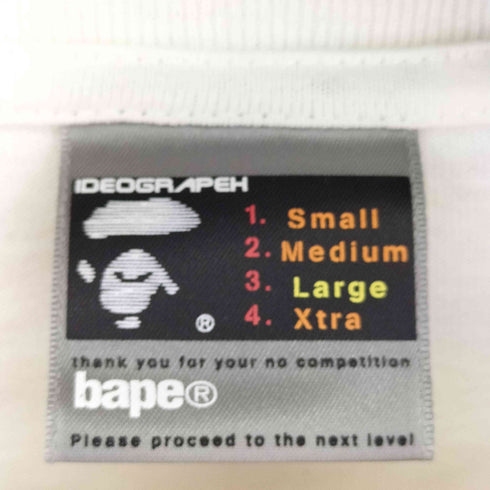 IDEOGRAPEH
1. Small
2. Medium
3. Large
4. Xtra
®
thank you for your no competition
bape®
Please proceed to the next level